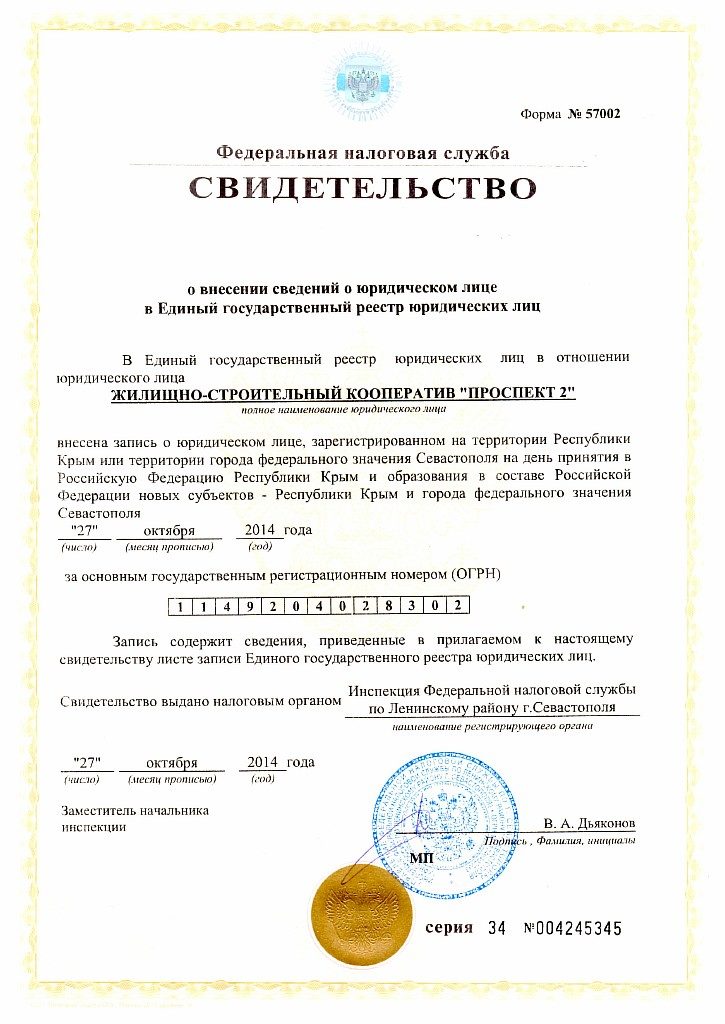 Форма № 57002
Федеральная налоговая служба
СВИДЕТЕЛЬСТВО
о внесении сведений о юридическом лице
в Единый государственный реестр юридических лиц
В Единый государственный реестр юридических лиц в отношении
юридического лица
ЖИЛИЩНО-СТРОИТЕЛЬНЫЙ КООПЕРАТИВ "ПРОСПЕКТ 2"
полное наименование юридического лица
внесена запись о юридическом лице, зарегистрированном на территории Республики
Крым или территории города федерального значения Севастополя на день принятия в
Российскую Федерацию Республики Крым и образования в составе Российской
Федерации новых субъектов - Республики Крым и города федерального значения
Севастополя
"27" октября 2014 года
(число) (месяц прописью) (год)
за основным государственным регистрационным номером (ОГРН)
1 1 4 9 2 0 4 0 2 8 3 0 2
Запись содержит сведения, приведенные в прилагаемом к настоящему
свидетельству листе записи Единого государственного реестра юридических лиц.
Свидетельство выдано налоговым органом Инспекция Федеральной налоговой службы
по Ленинскому району г.Севастополя
наименование регистрирующего органа
"27" октября 2014 года
(число) (месяц прописью) (год)
Заместитель начальника
инспекции
В. А. Дьяконов
Подпись , Фамилия, инициалы
МП
серия 34 №004245345